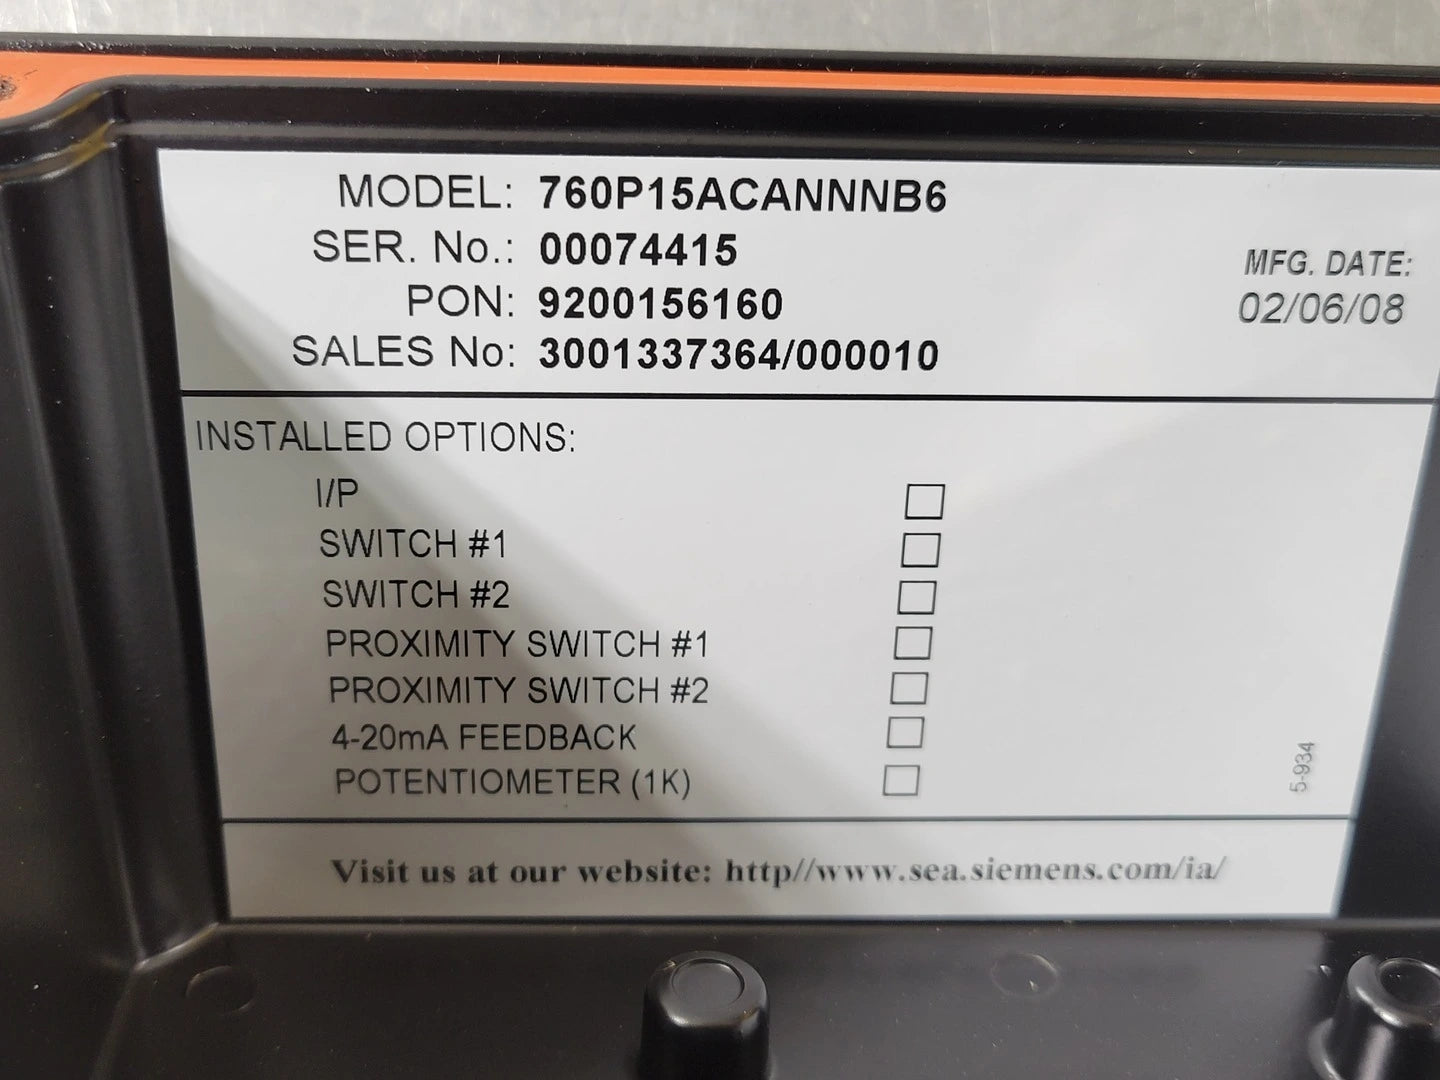 MODEL: 760P15ACANNNB6
SER. No.: 00074415
PON: 9200156160
SALES No: 3001337364/000010
MFG. DATE:
02/06/08
INSTALLED OPTIONS:
I/P
SWITCH #1
SWITCH #2
PROXIMITY SWITCH #1
PROXIMITY SWITCH #2
4-20mA FEEDBACK
POTENTIOMETER (1K)
5-934
Visit us at our website: http//www.sea.siemens.com/ia/